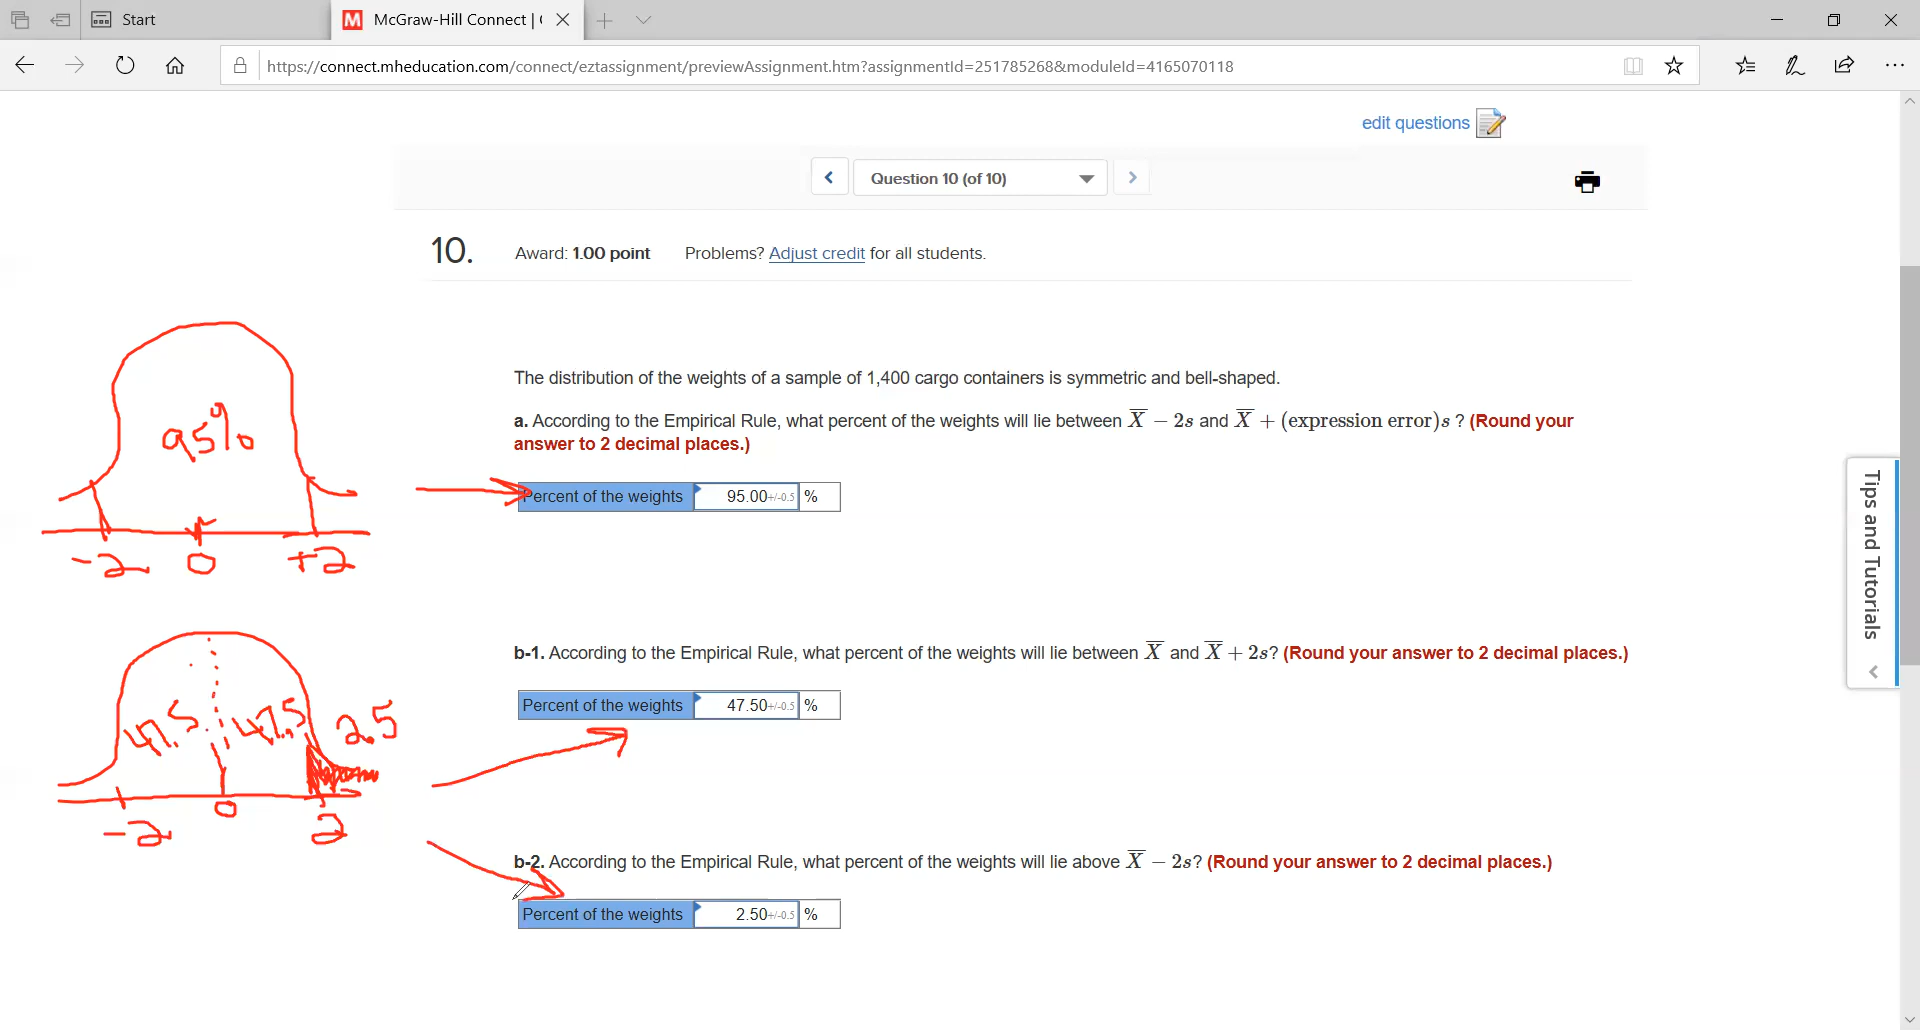 Start
McGraw-Hill Connect | (
https://connect.mheducation.com/connect/eztassignment/previewAssignment.htm?assignmentId=251785268&moduleId=4165070118
edit questions
Question 10 (of 10)
10. Award: 1.00 point Problems? Adjust credit for all students.
The distribution of the weights of a sample of 1,400 cargo containers is symmetric and bell-shaped.
a. According to the Empirical Rule, what percent of the weights will lie between X̅ − 2s and X̅ + (expression error)s ? (Round your
answer to 2 decimal places.)
Percent of the weights 95.00+/-0.5 %
95%
-2 0 +2
b-1. According to the Empirical Rule, what percent of the weights will lie between X̅ and X̅ + 2s? (Round your answer to 2 decimal places.)
Percent of the weights 47.50+/-0.5 %
47.5 47.5 2.5
-2 0 2
b-2. According to the Empirical Rule, what percent of the weights will lie above X̅ − 2s? (Round your answer to 2 decimal places.)
Percent of the weights 2.50+/-0.5 %
Tips and Tutorials